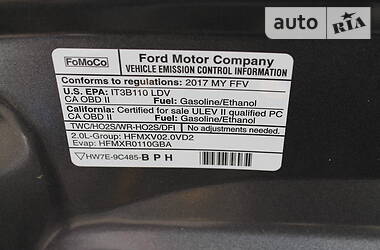 auto RIA
FoMoCo
Ford Motor Company
VEHICLE EMISSION CONTROL INFORMATION
Conforms to regulations: 2017 MY FFV
U.S. EPA: IT3B110 LDV
CA OBD II Fuel: Gasoline/Ethanol
California: Certified for sale ULEV II qualified PC
CA OBD II Fuel: Gasoline/Ethanol
TWC/HO2S/WR-HO2S/DFI No adjustments needed.
2.0L-Group: HFMXV02.0VD2
Evap: HFMXR0110GBA
HW7E-9C485-BPH